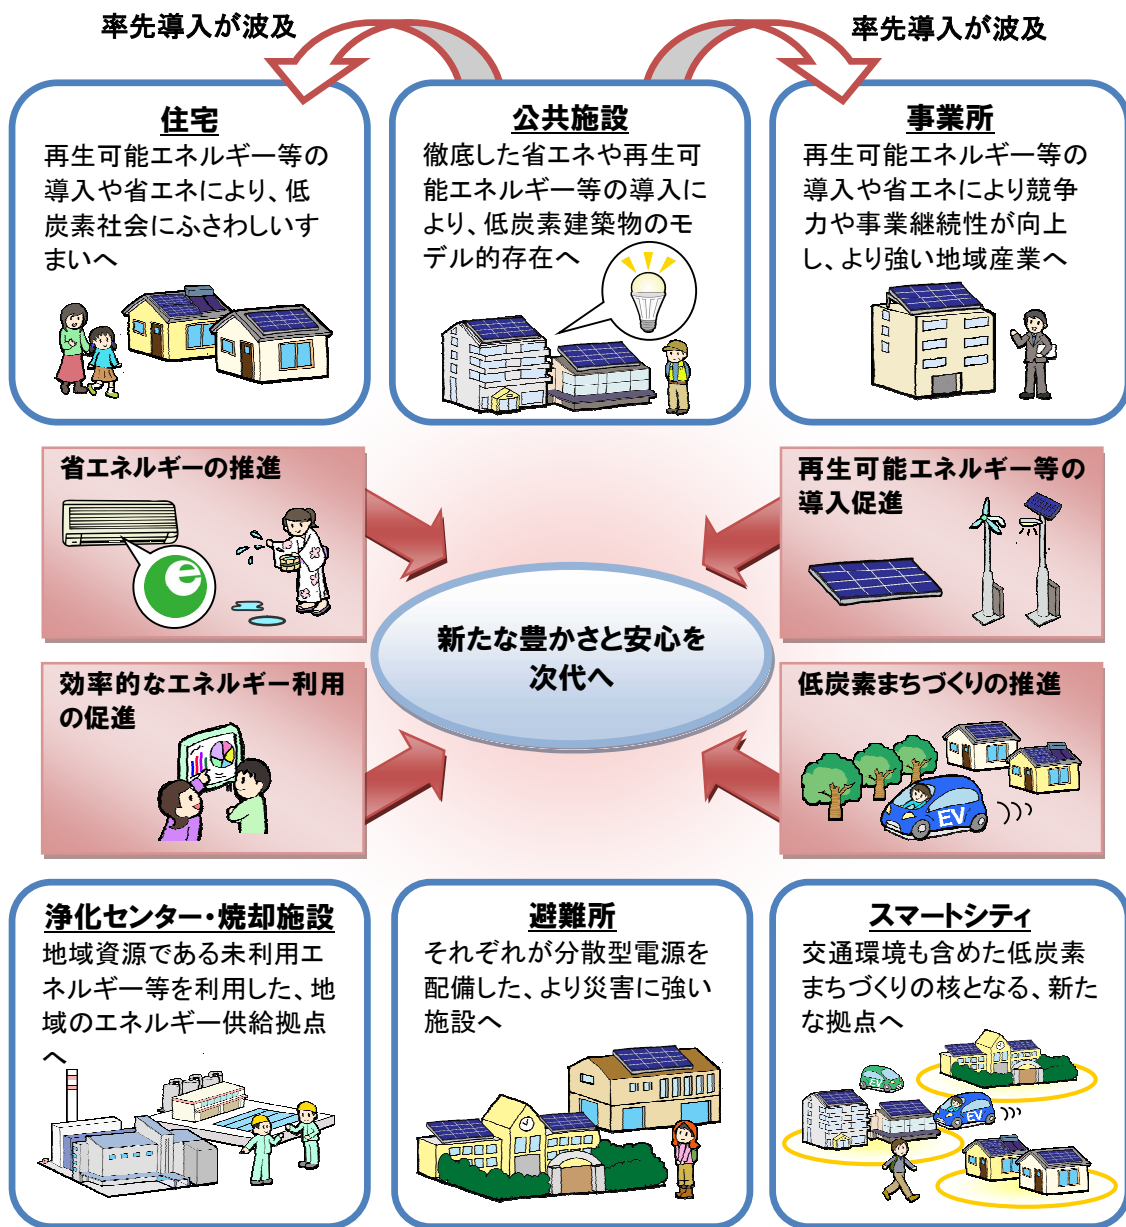 率先導入が波及
率先導入が波及
住宅
再生可能エネルギー等の
導入や省エネにより、低
炭素社会にふさわしいす
まいへ
公共施設
徹底した省エネや再生可
能エネルギー等の導入に
より、低炭素建築物のモ
デル的存在へ
事業所
再生可能エネルギー等の
導入や省エネにより競争
力や事業継続性が向上
し、より強い地域産業へ
省エネルギーの推進
e
再生可能エネルギー等の
導入促進
新たな豊かさと安心を
次代へ
効率的なエネルギー利用
の促進
低炭素まちづくりの推進
EV
浄化センター・焼却施設
地域資源である未利用エ
ネルギー等を利用した、地
域のエネルギー供給拠点
へ
避難所
それぞれが分散型電源を
配備した、より災害に強い
施設へ
スマートシティ
交通環境も含めた低炭素
まちづくりの核となる、新た
な拠点へ
EV
EV